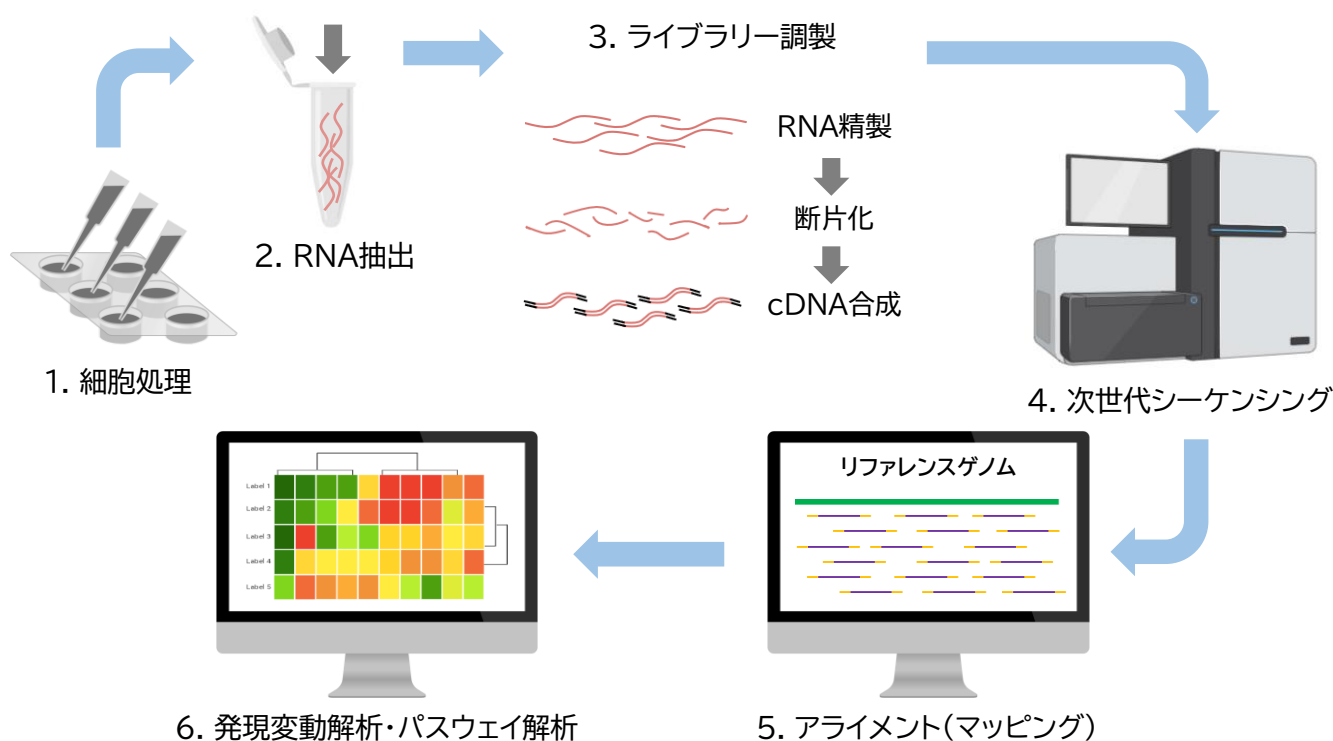 1. 細胞処理
2. RNA抽出
3. ライブラリー調製
RNA精製
断片化
cDNA合成
4. 次世代シーケンシング
リファレンスゲノム
5. アライメント(マッピング)
Label 1
Label 2
Label 3
Label 4
Label 5
6. 発現変動解析・パスウェイ解析